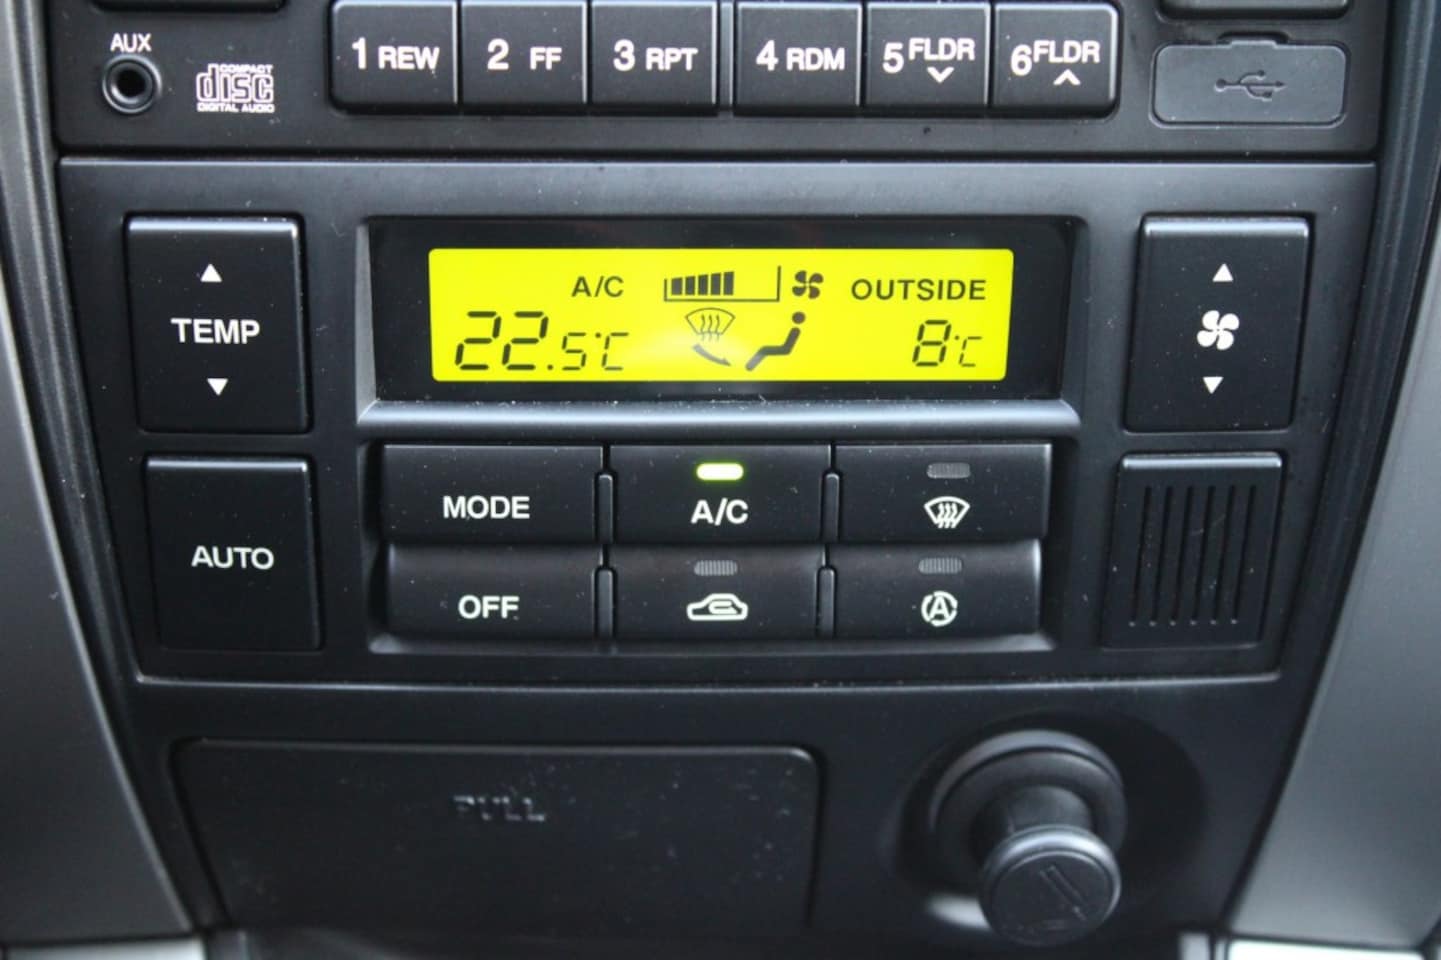 AUX
COMPACT
disc
DIGITAL AUDIO
1 REW
2 FF
3 RPT
4 RDM
5 FLDR
6 FLDR
TEMP
A/C
22.5°C
OUTSIDE
8°C
MODE
A/C
AUTO
OFF
A
PULL